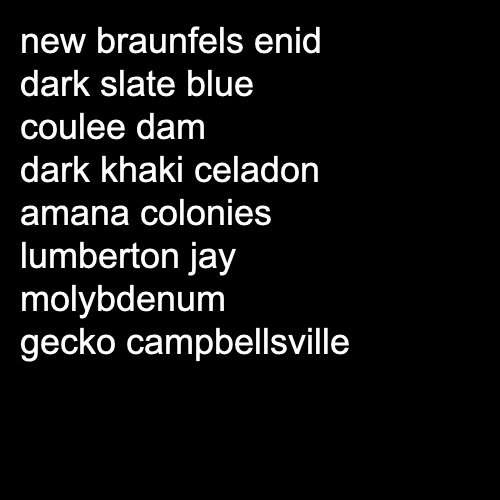 new braunfels enid
dark slate blue
coulee dam
dark khaki celadon
amana colonies
lumberton jay
molybdenum
gecko campbellsville